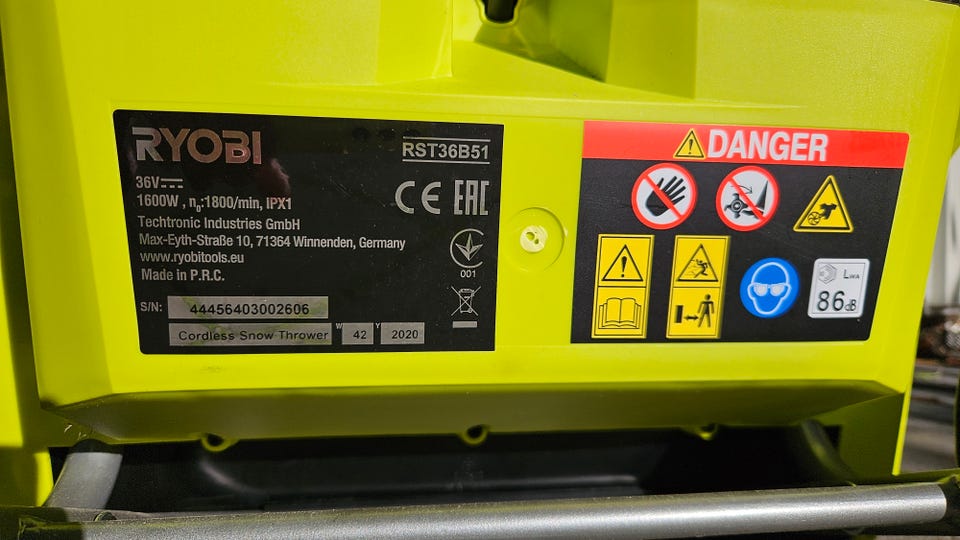 RYOBI
RST36B51
36V
1600W , n₀:1800/min, IPX1
Techtronic Industries GmbH
Max-Eyth-Straße 10, 71364 Winnenden, Germany
www.ryobitools.eu
Made in P.R.C.
CE EAC
001
S/N: 44456403002606
Cordless Snow Thrower W 42 Y 2020
DANGER
LWA
86dB